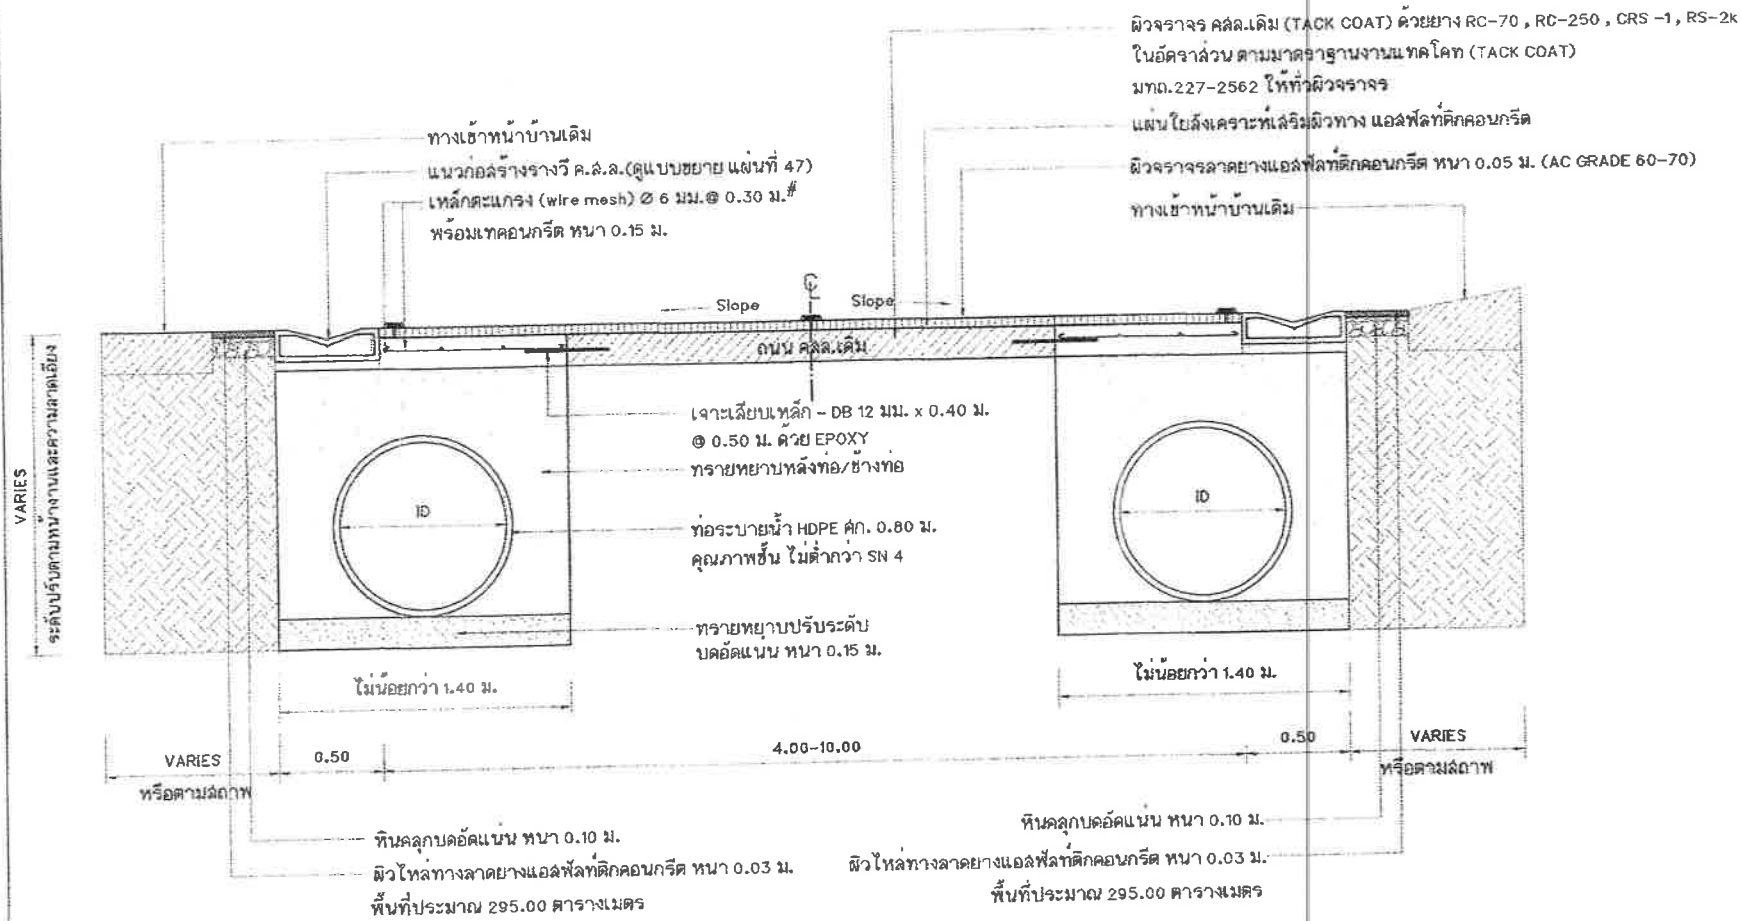 ผิวจราจร คสล.เดิม (TACK COAT) ด้วยยาง RC-70 , RC-250 , CRS -1, RS-2k
ในอัตราส่วน ตามมาตราฐานงานแทคโคท (TACK COAT)
มทถ.227-2562 ให้ทั่วผิวจราจร
แผ่นใยสังเคราะห์เสริมผิวทาง แอสฟัลท์ติกคอนกรีต
ผิวจราจรลาดยางแอสฟัลท์ติกคอนกรีต หนา 0.05 ม. (AC GRADE 60-70)
ทางเข้าหน้าบ้านเดิม
ทางเข้าหน้าบ้านเดิม
แนวก่อสร้างรางวี ค.ส.ล.(ดูแบบขยาย แผ่นที่ 47)
เหล็กตะแกรง (wire mesh) Ø 6 มม.@ 0.30 ม.#
พร้อมเทคอนกรีต หนา 0.15 ม.
Slope
Slope
ถนน คสล.เดิม
เจาะเสียบเหล็ก - DB 12 มม. x 0.40 ม.
@ 0.50 ม. ด้วย EPOXY
ทรายหยาบหลังท่อ/ข้างท่อ
ID
ID
ท่อระบายน้ำ HDPE ศก. 0.80 ม.
คุณภาพชั้น ไม่ต่ำกว่า SN 4
ทรายหยาบปรับระดับ
บดอัดแน่น หนา 0.15 ม.
VARIES
ระดับปรับตามหน้างานและความลาดเอียง
ไม่น้อยกว่า 1.40 ม.
ไม่น้อยกว่า 1.40 ม.
VARIES
0.50
4.00-10.00
0.50
VARIES
หรือตามสภาพ
หรือตามสภาพ
หินคลุกบดอัดแน่น หนา 0.10 ม.
ผิวไหล่ทางลาดยางแอสฟัลท์ติกคอนกรีต หนา 0.03 ม.
พื้นที่ประมาณ 295.00 ตารางเมตร
หินคลุกบดอัดแน่น หนา 0.10 ม.
ผิวไหล่ทางลาดยางแอสฟัลท์ติกคอนกรีต หนา 0.03 ม.
พื้นที่ประมาณ 295.00 ตารางเมตร